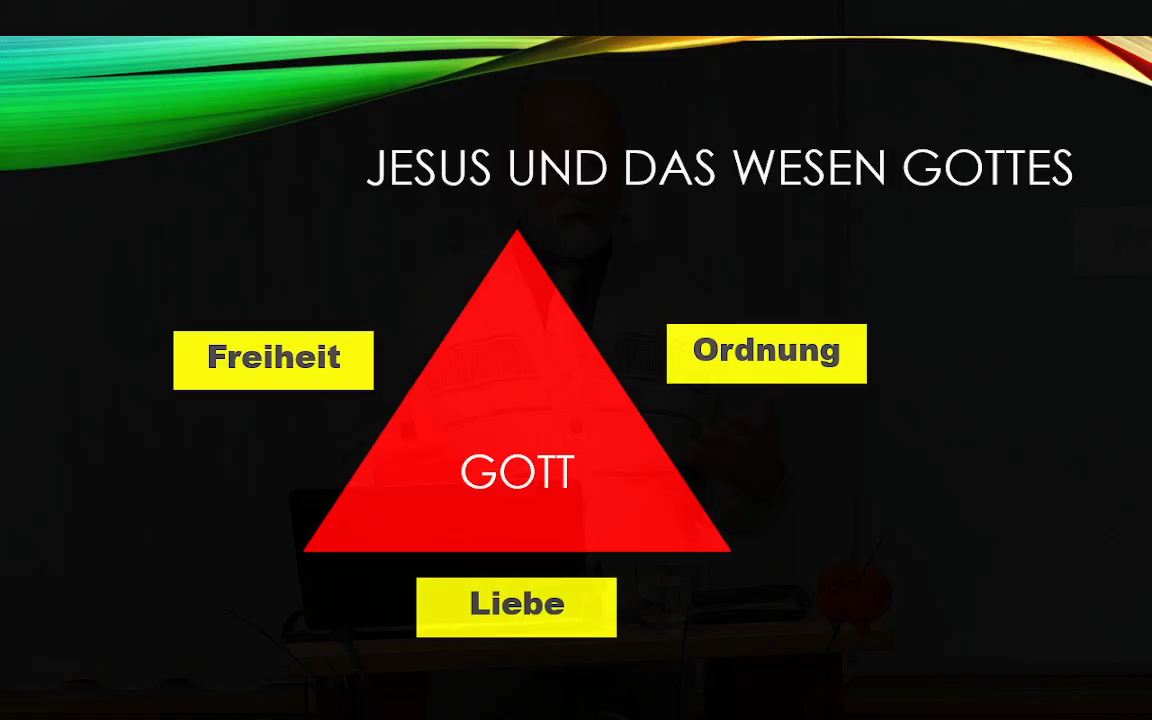 JESUS UND DAS WESEN GOTTES
Freiheit
Ordnung
GOTT
Liebe